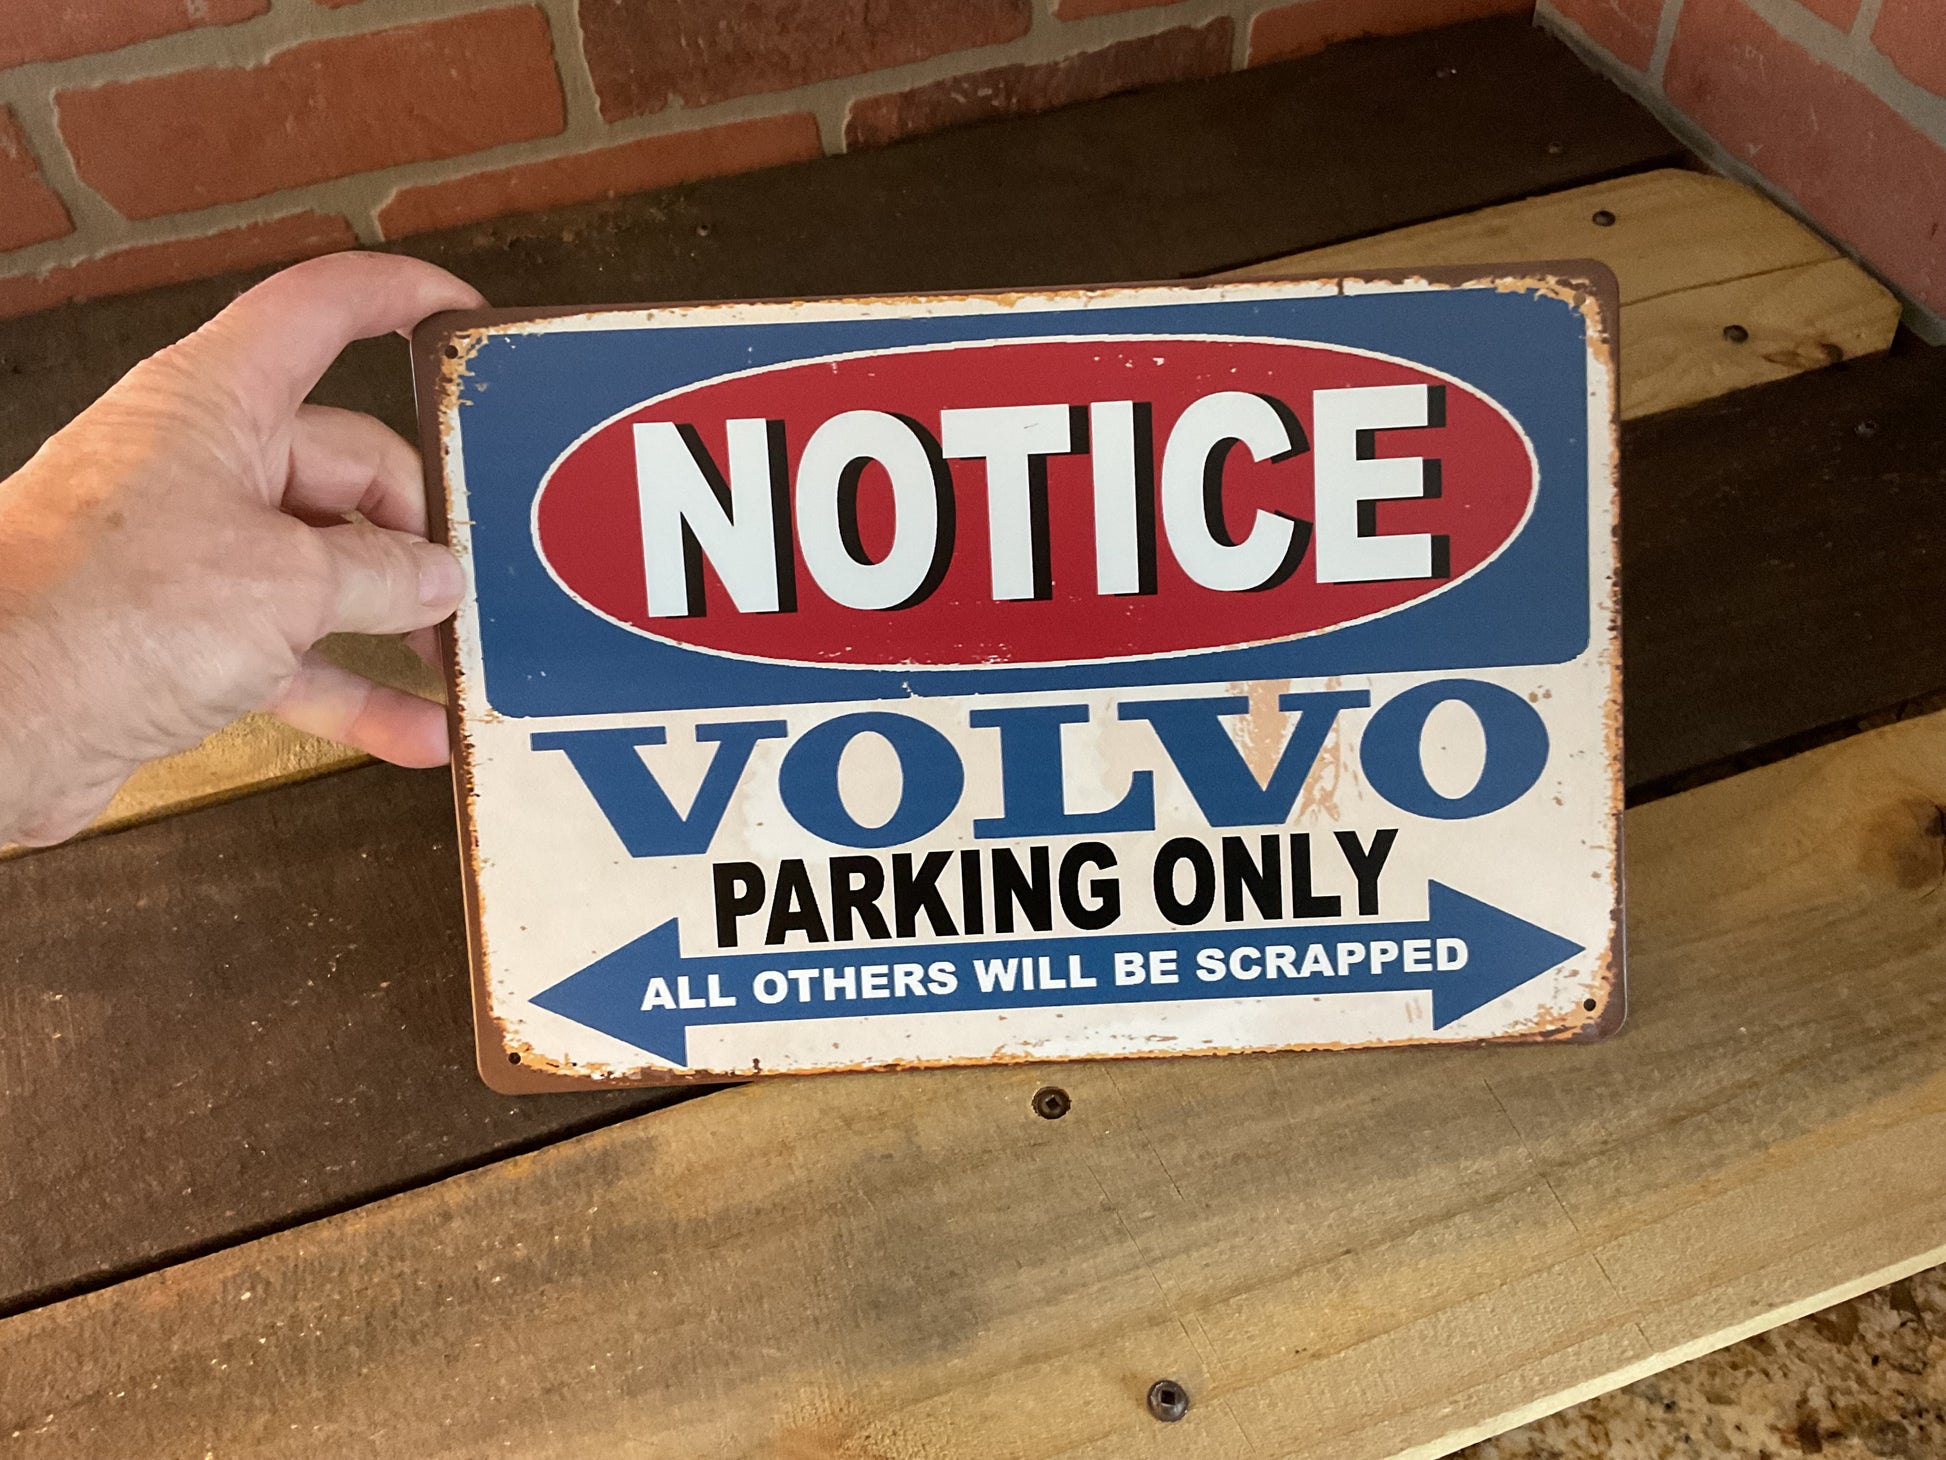 NOTICE
VOLVO
PARKING ONLY
ALL OTHERS WILL BE SCRAPPED